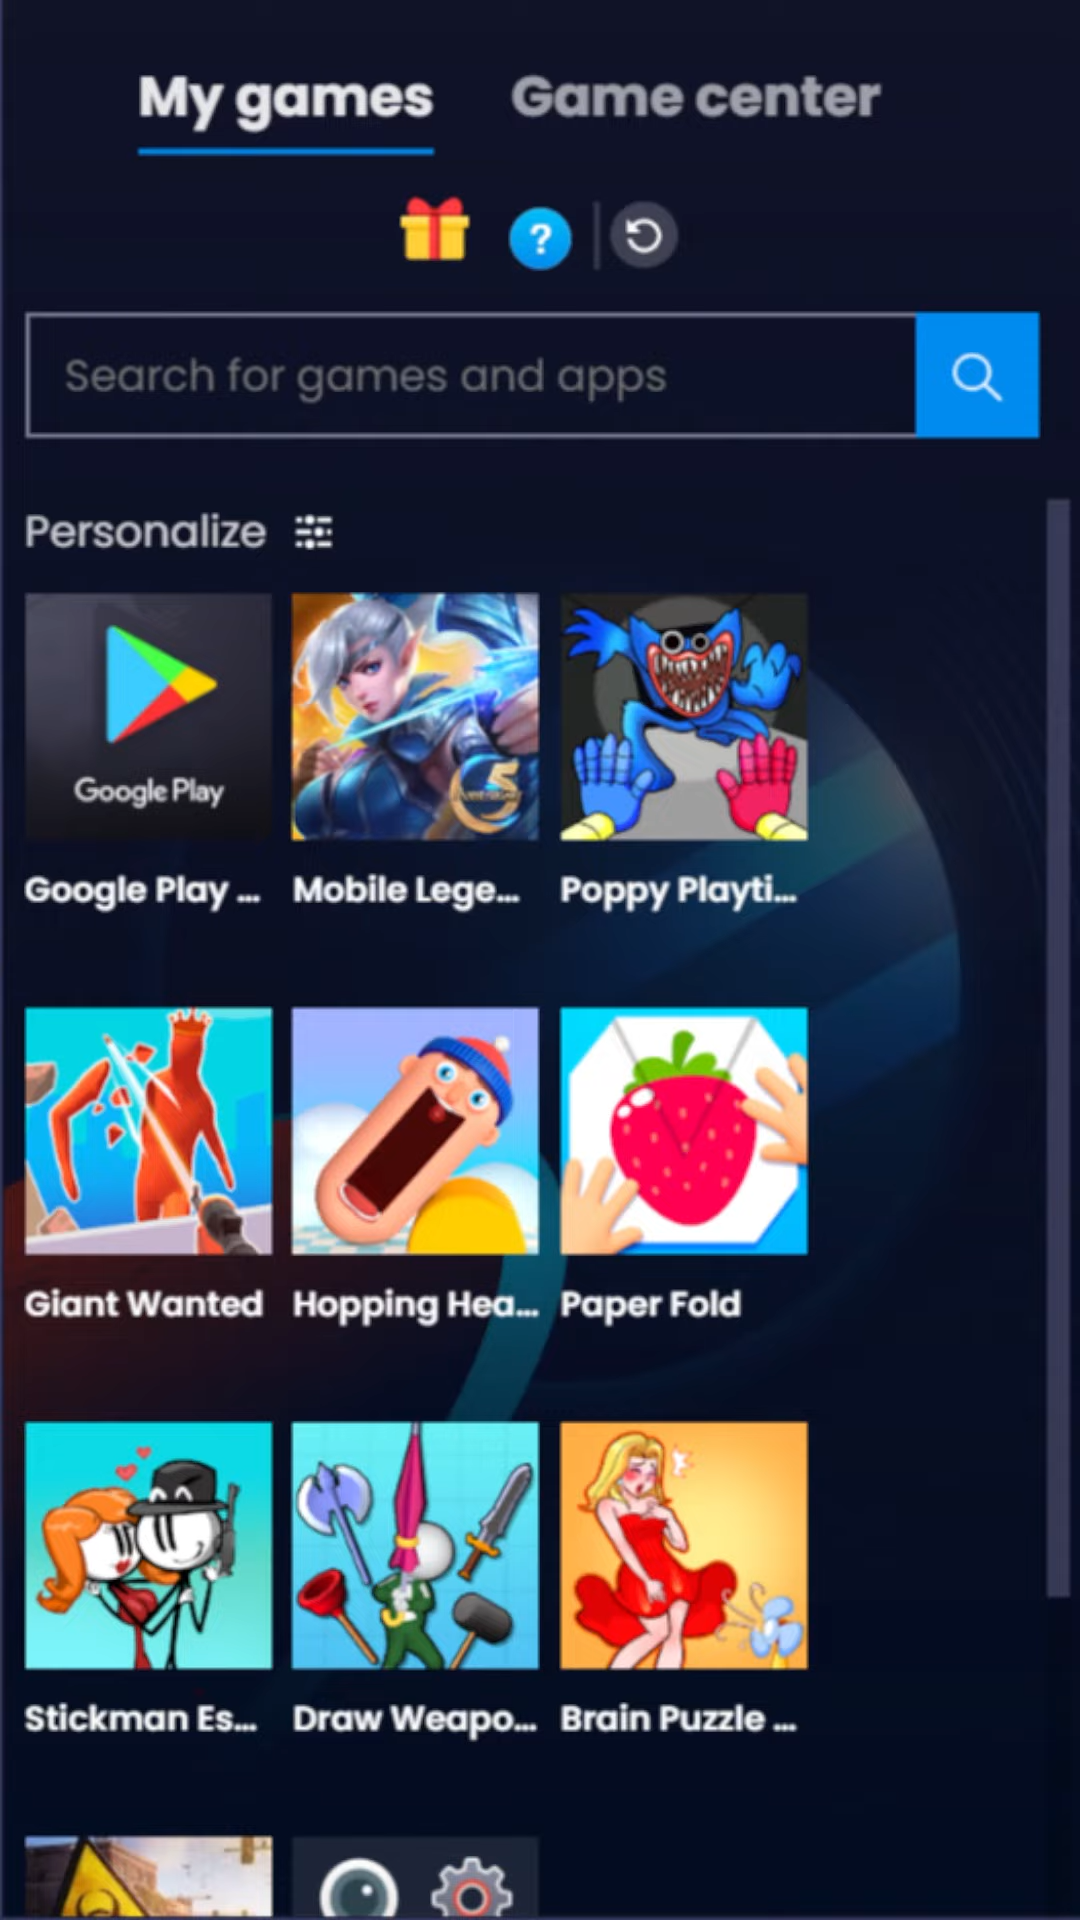 My games Game center
?
Search for games and apps
Personalize
Google Play
5
Google Play ... Mobile Lege... Poppy Playti...
Giant Wanted Hopping Hea... Paper Fold
Stickman Es... Draw Weapo... Brain Puzzle ...